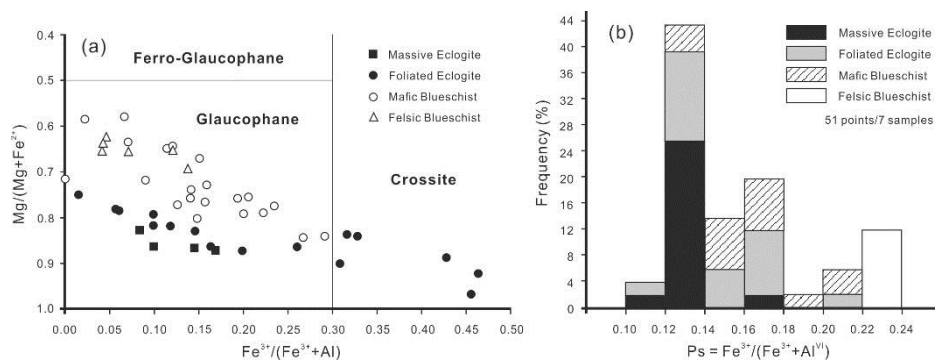 (a)
Ferro-Glaucophane
Glaucophane
Crossite
Massive Eclogite
Foliated Eclogite
Mafic Blueschist
Felsic Blueschist
Mg/(Mg+Fe²⁺)
0.4
0.5
0.6
0.7
0.8
0.9
1.0
0.00
0.05
0.10
0.15
0.20
0.25
0.30
0.35
0.40
0.45
0.50
Fe³⁺/(Fe³⁺+Al)
(b)
Massive Eclogite
Foliated Eclogite
Mafic Blueschist
Felsic Blueschist
51 points/7 samples
Frequency (%)
44
40
36
32
28
24
20
16
12
8
4
0
0.10
0.12
0.14
0.16
0.18
0.20
0.22
0.24
Ps = Fe³⁺/(Fe³⁺+Alⱽᴵ)